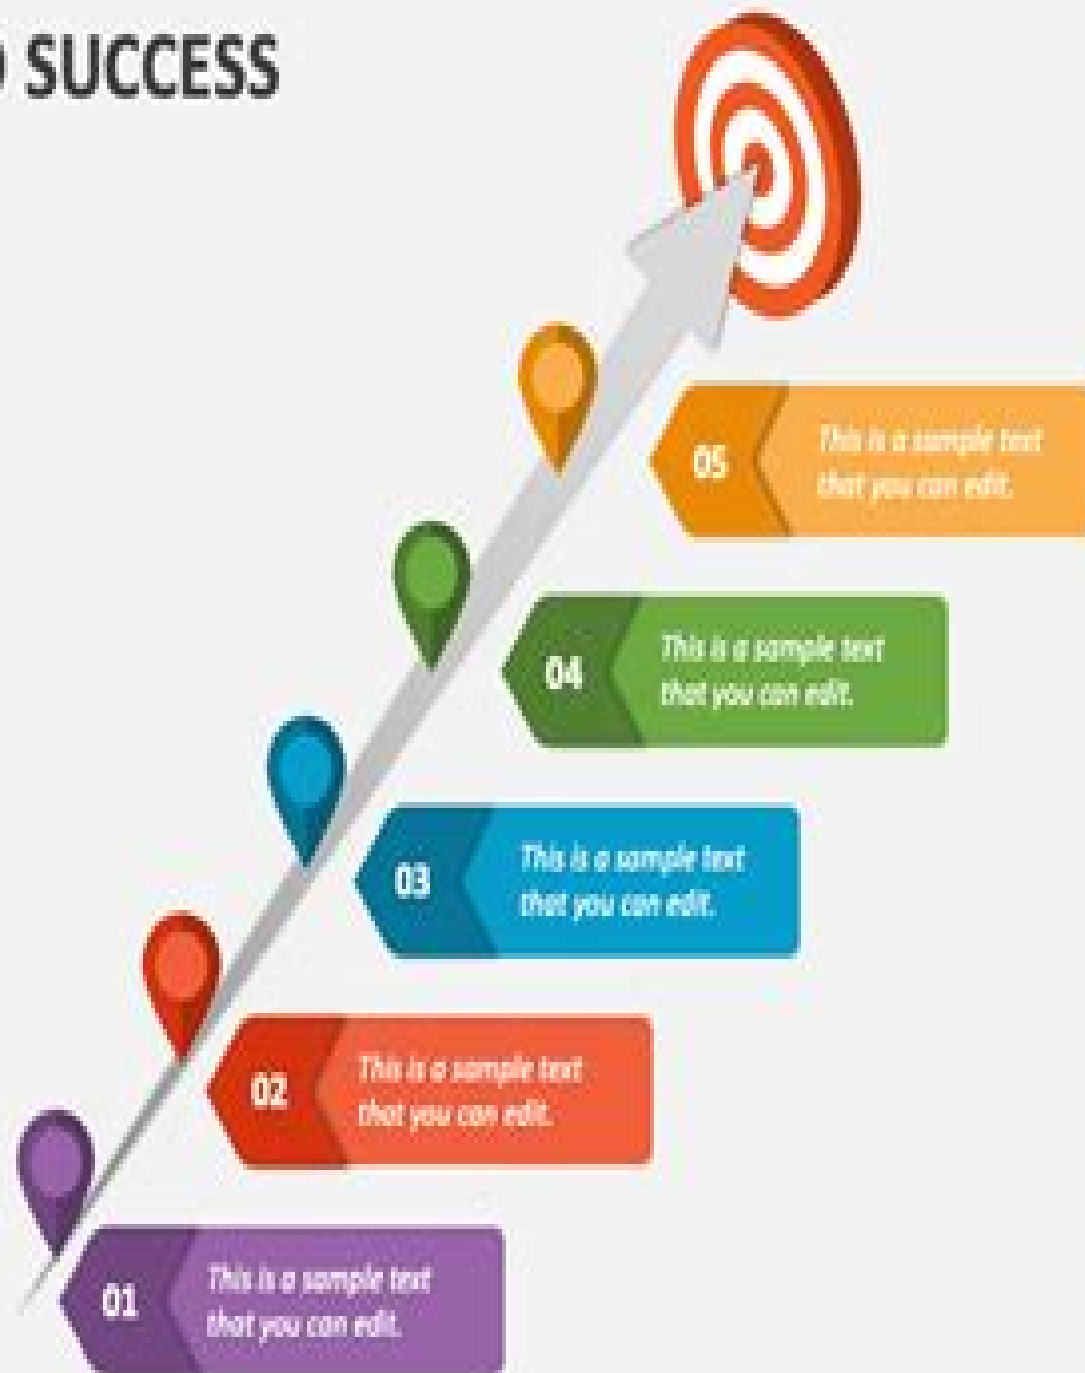 SUCCESS
05
This is a sample text
that you can edit.
04
This is a sample text
that you can edit.
03
This is a sample text
that you can edit.
02
This is a sample text
that you can edit.
01
This is a sample text
that you can edit.